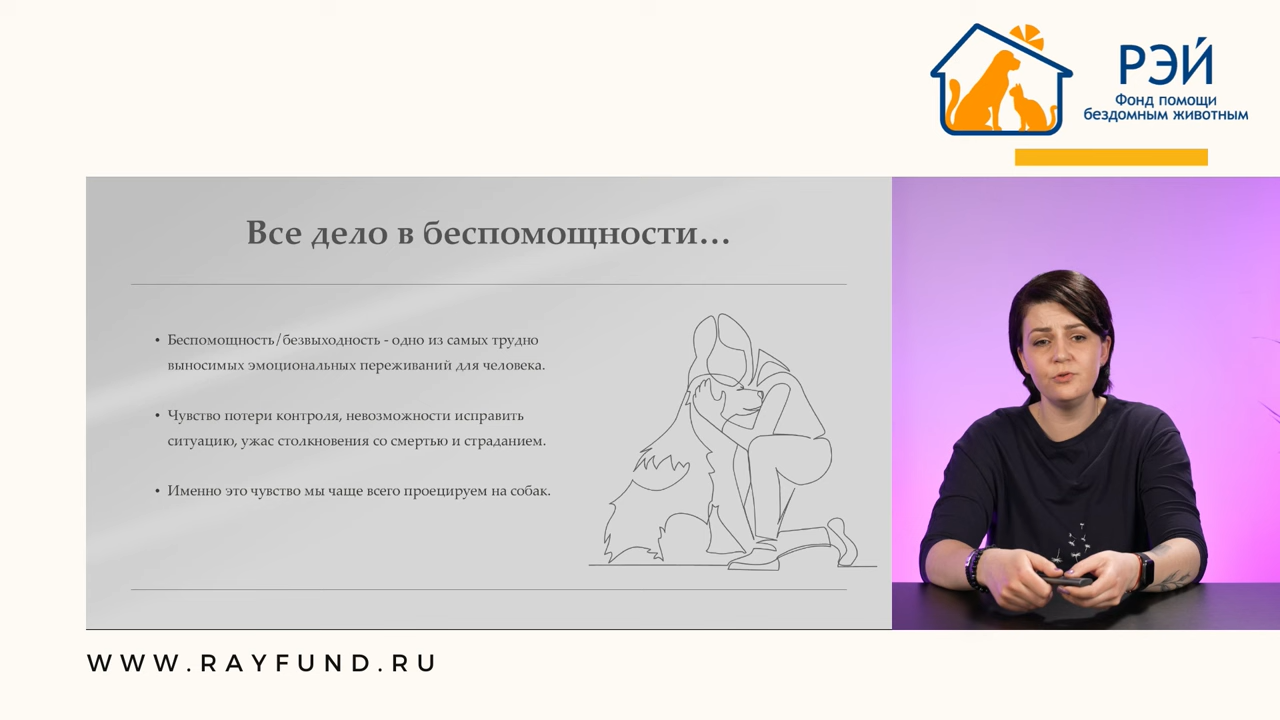 РЭЙ
Фонд помощи
бездомным животным
Все дело в беспомощности...
• Беспомощность/безвыходность - одно из самых трудно
выносимых эмоциональных переживаний для человека.
• Чувство потери контроля, невозможности исправить
ситуацию, ужас столкновения со смертью и страданием.
• Именно это чувство мы чаще всего проецируем на собак.
WWW.RAYFUND.RU